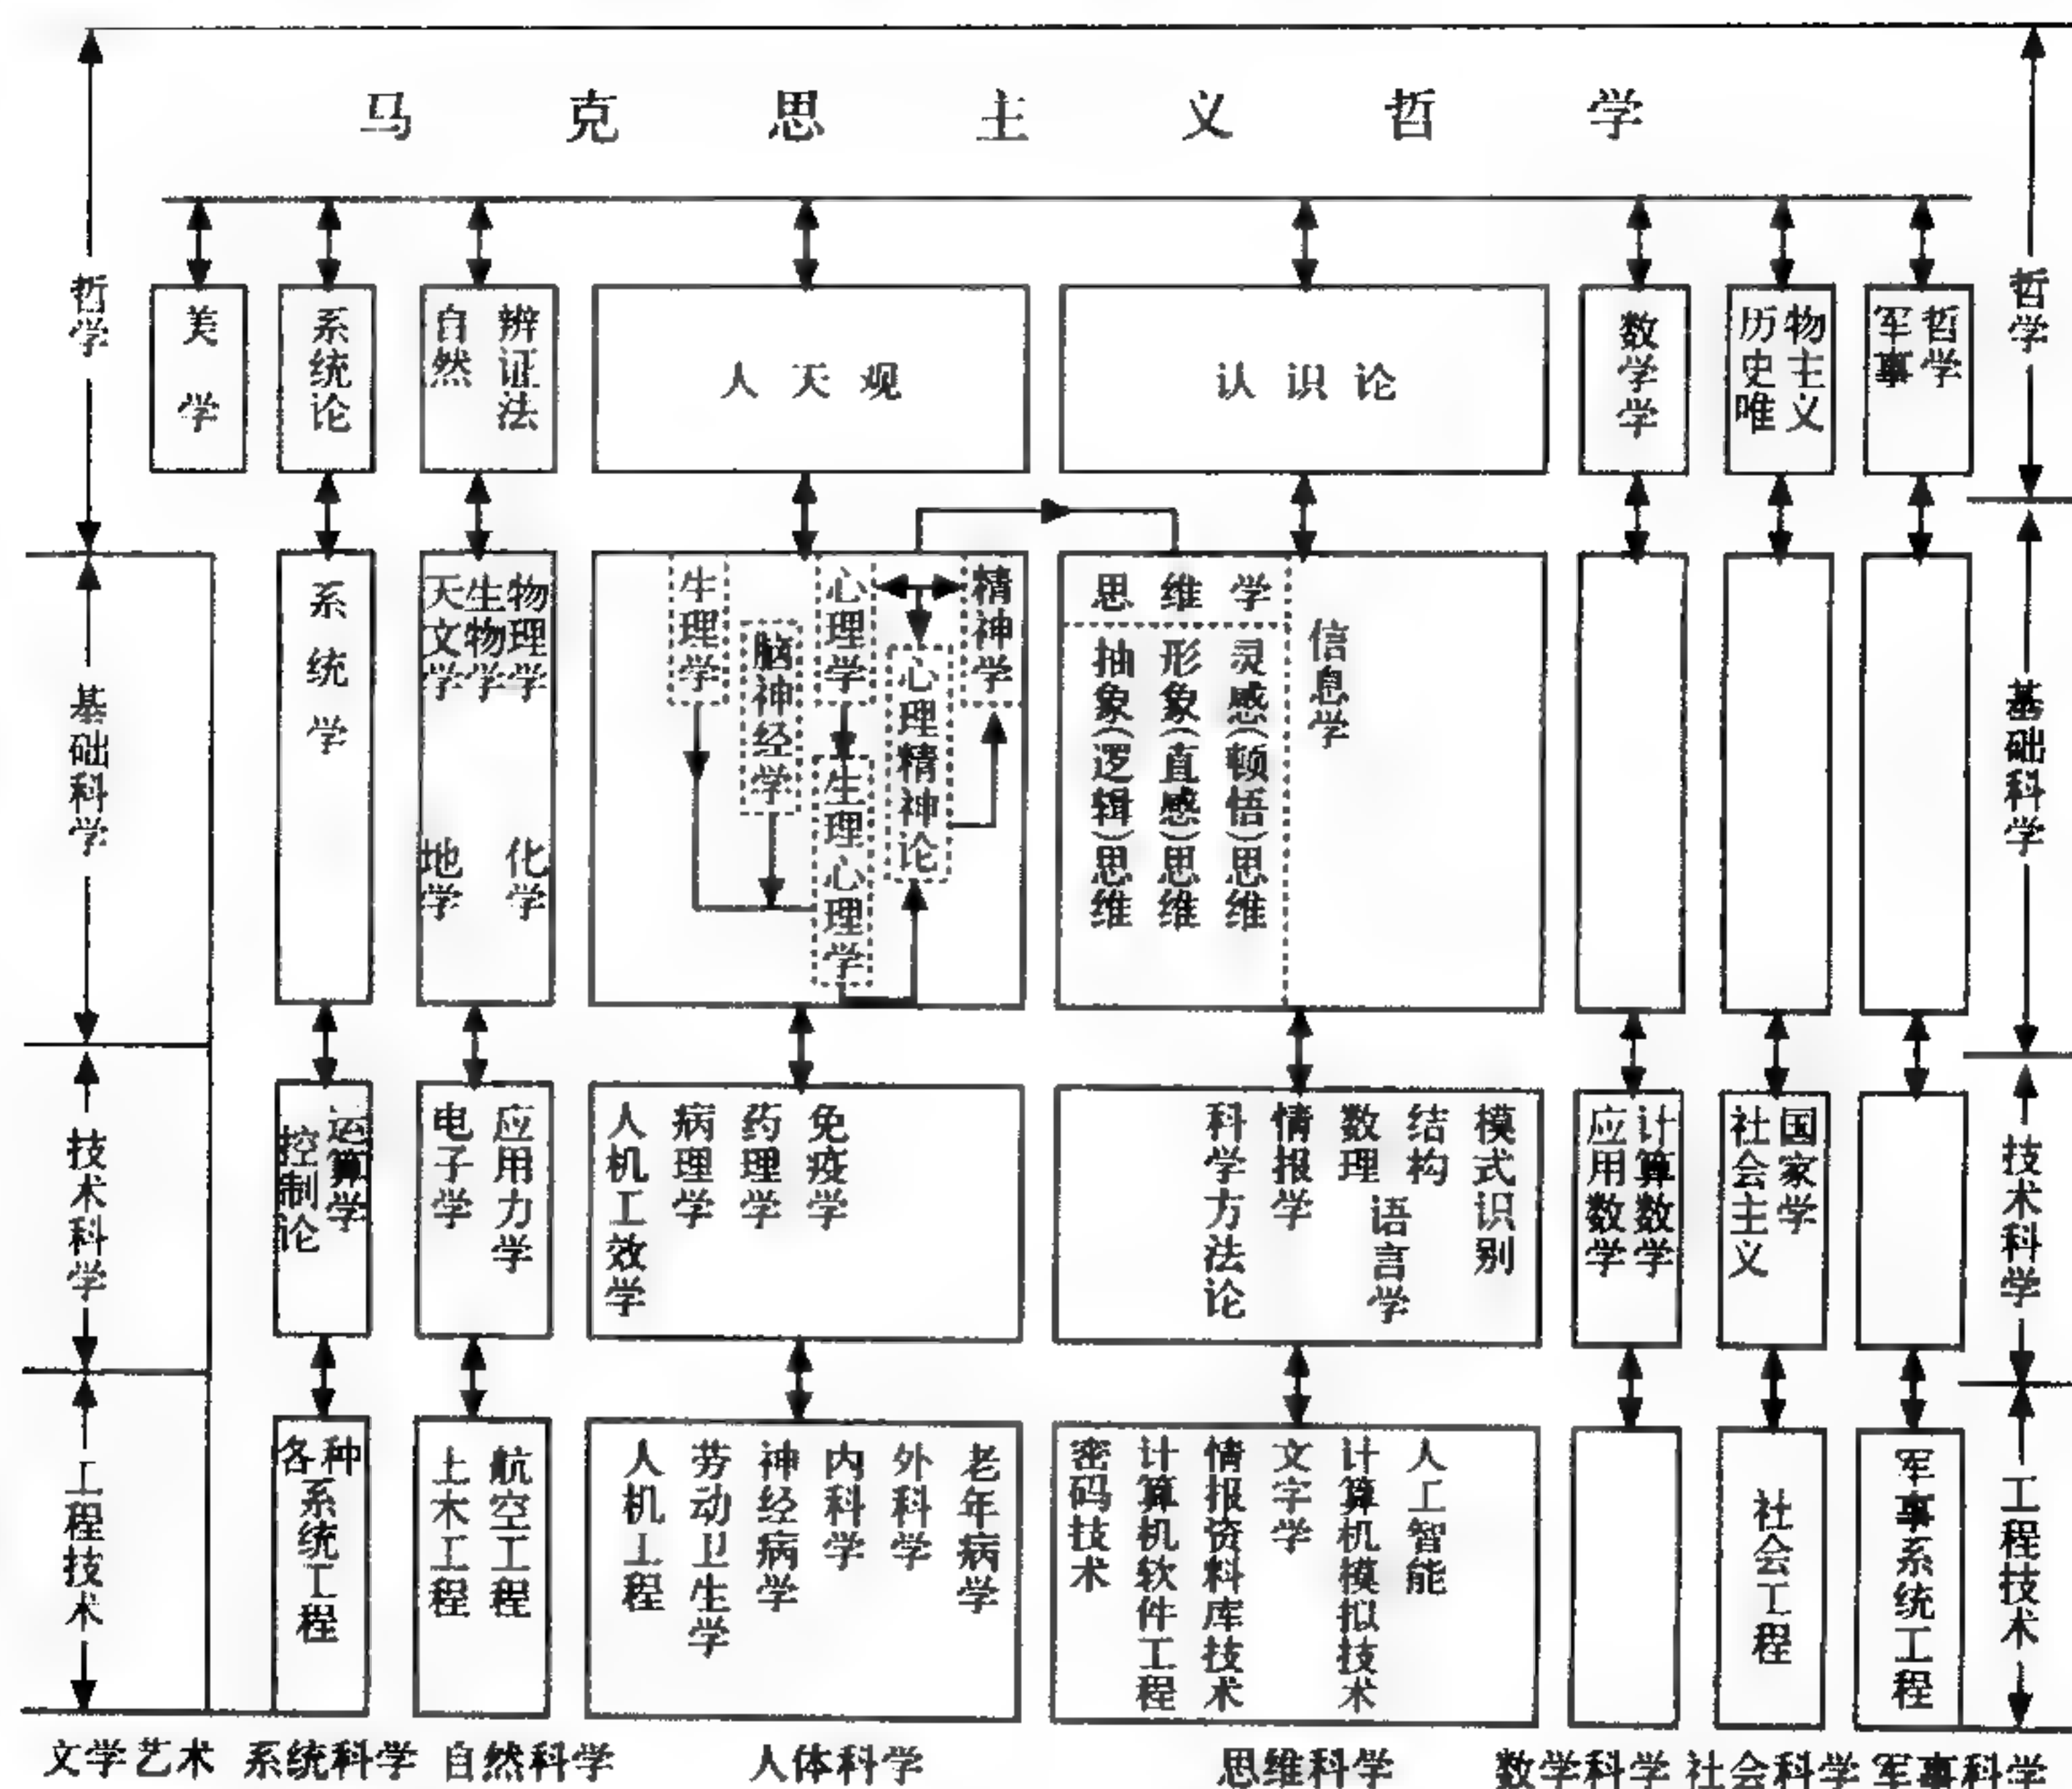 马克思主义哲学
哲学
美学
系统论
自然
辨证法
人天观
认识论
数学学
历史唯
物主义
军事
哲学
哲学
基础科学
系统学
天文学
生物学
物理学
地学
化学
生理学
脑神经学
心理学
生理心理学
心理精神论
精神学
思维学
抽象(逻辑)思维
形象(直感)思维
灵感(顿悟)思维
信息学
基础科学
技术科学
控制论
运算学
电子学
应用力学
人机工效学
病理学
药理学
免疫学
科学方法论
情报学
数理
结构
语言学
模式识别
应用数学
计算数学
社会主义
国家学
技术科学
工程技术
各种
系统工程
土木工程
航空工程
人机工程
劳动卫生学
神经病学
内科学
外科学
老年病学
密码技术
计算机软件工程
情报资料库技术
文字学
计算机模拟技术
人工智能
社会工程
军事系统工程
工程技术
文学艺术 系统科学 自然科学 人体科学 思维科学 数学科学 社会科学 军事科学